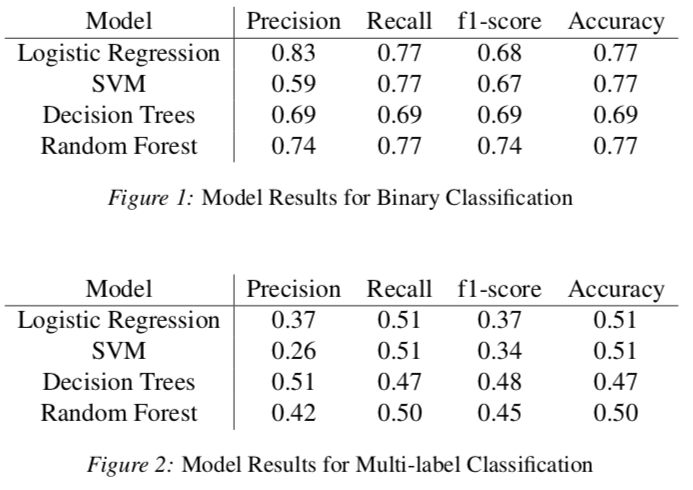 Model Precision Recall f1-score Accuracy
Logistic Regression 0.83 0.77 0.68 0.77
SVM 0.59 0.77 0.67 0.77
Decision Trees 0.69 0.69 0.69 0.69
Random Forest 0.74 0.77 0.74 0.77
Figure 1: Model Results for Binary Classification
Model Precision Recall f1-score Accuracy
Logistic Regression 0.37 0.51 0.37 0.51
SVM 0.26 0.51 0.34 0.51
Decision Trees 0.51 0.47 0.48 0.47
Random Forest 0.42 0.50 0.45 0.50
Figure 2: Model Results for Multi-label Classification